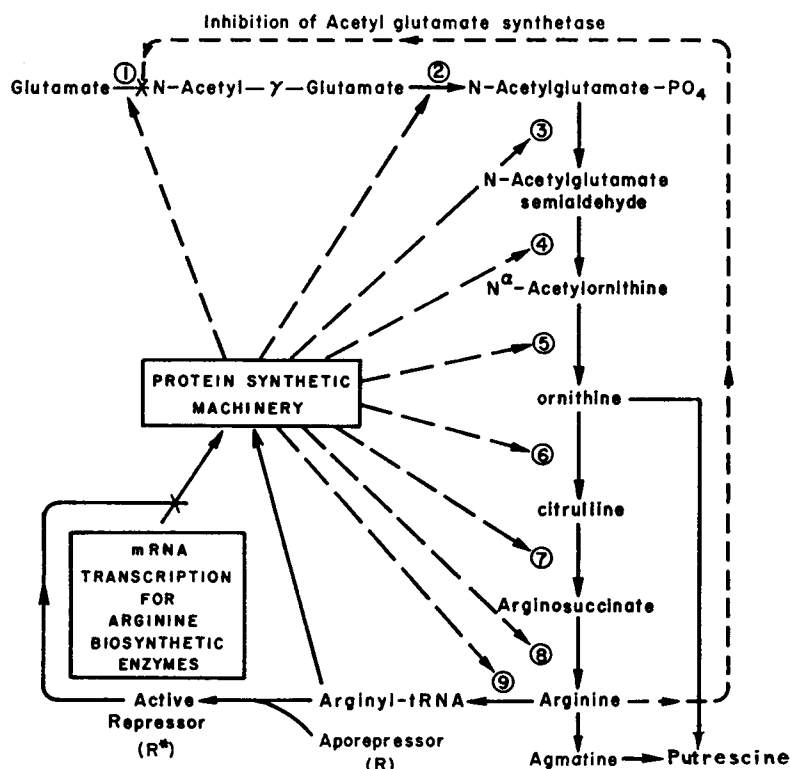 Inhibition of Acetyl glutamate synthetase
①
②
Glutamate
N-Acetyl-γ-Glutamate
N-Acetylglutamate-PO₄
③
N-Acetylglutamate
semialdehyde
④
Nᵅ-Acetylornithine
⑤
PROTEIN SYNTHETIC
MACHINERY
ornithine
⑥
citrulline
mRNA
TRANSCRIPTION
FOR
ARGININE
BIOSYNTHETIC
ENZYMES
⑦
Arginosuccinate
⑧
⑨
Active
Repressor
(R*)
Arginyl-tRNA
Arginine
Aporepressor
(R)
Agmatine
Putrescine